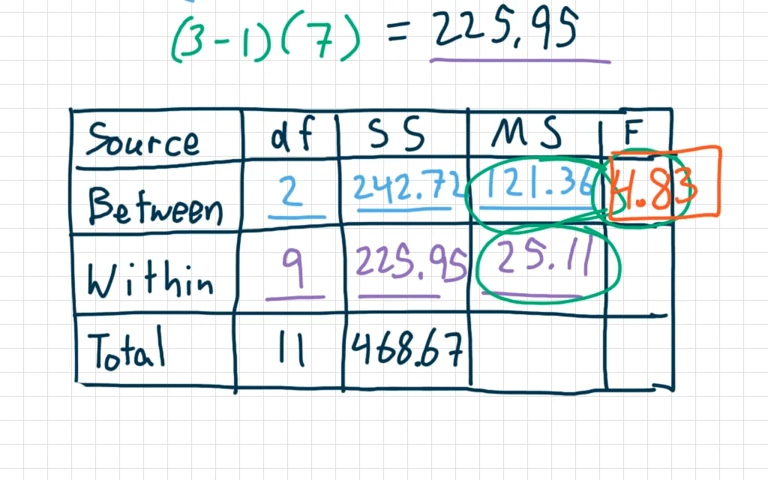 (3-1)(7) = 225.95
Source df SS MS F
Between 2 242.72 121.36 4.83
Within 9 225.95 25.11
Total 11 468.67